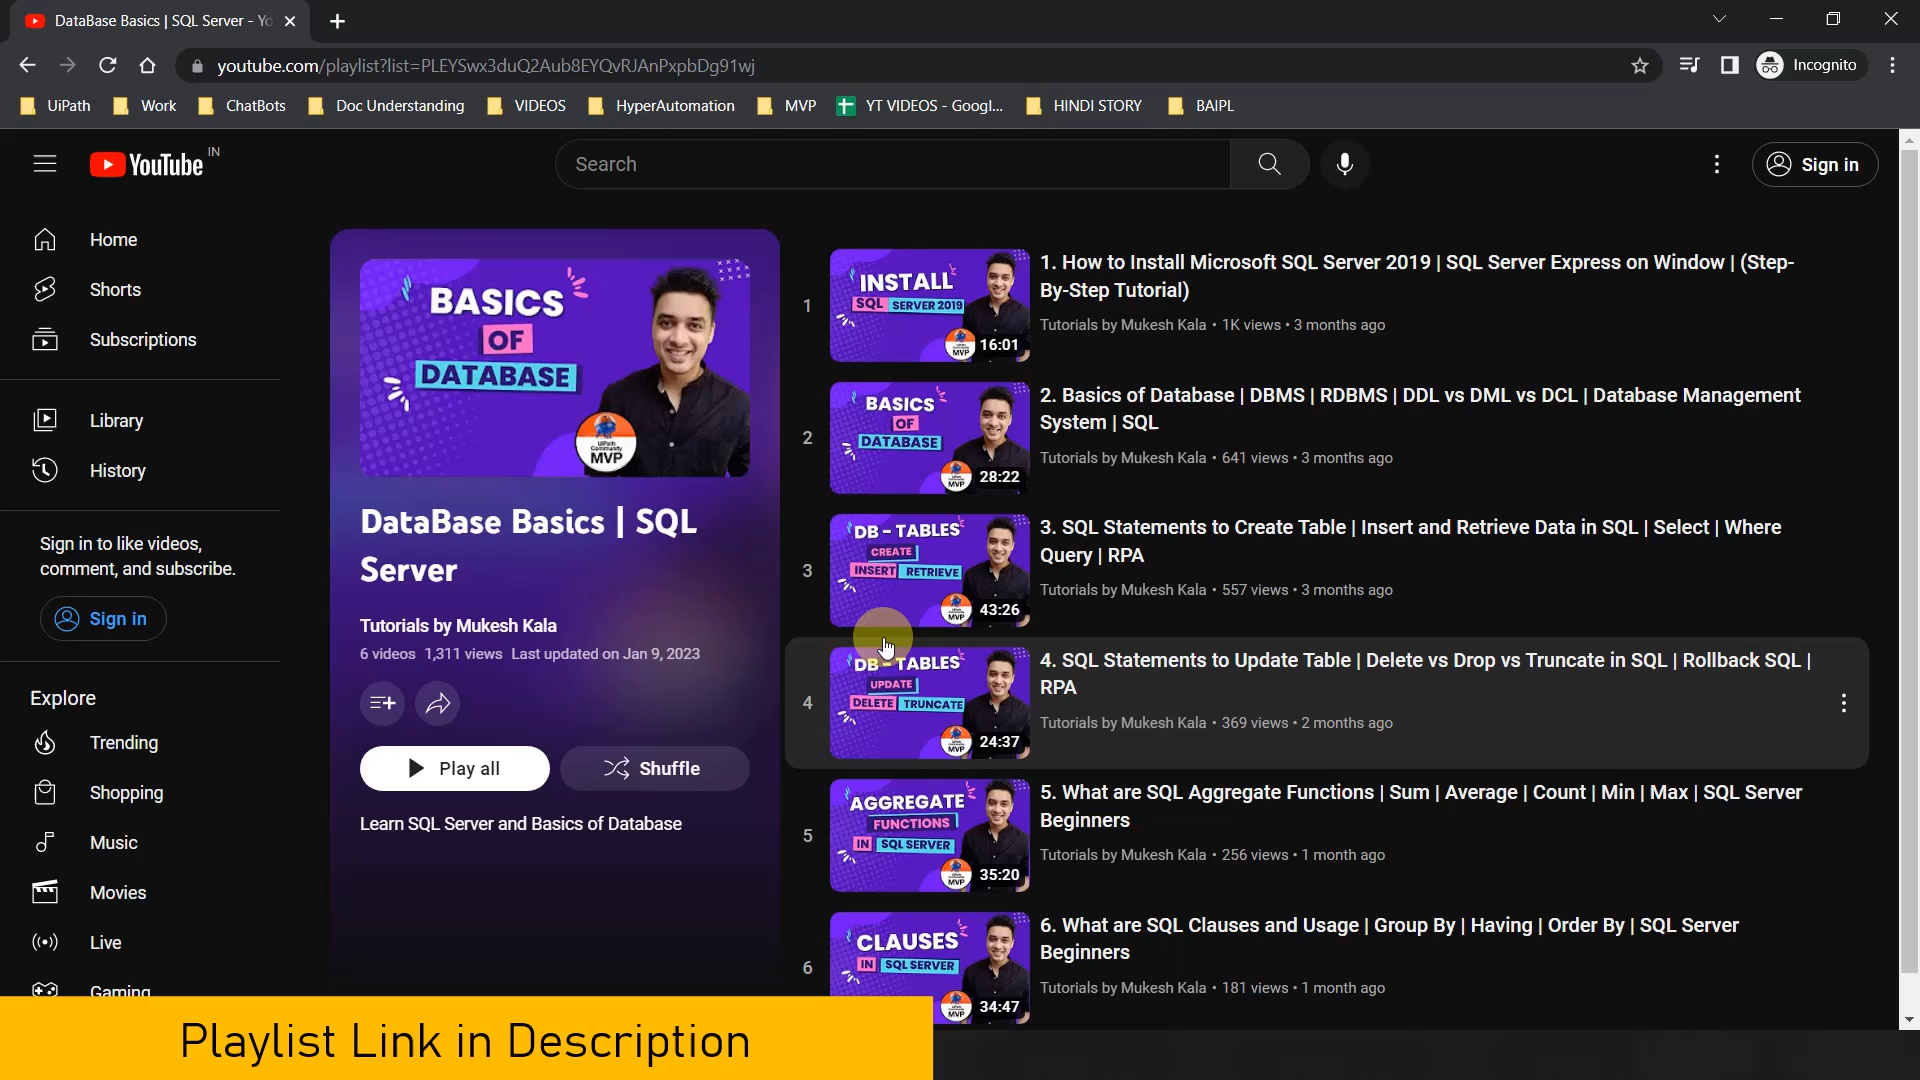 DataBase Basics | SQL Server - Yo
youtube.com/playlist?list=PLEYSwx3duQ2Aub8EYQvRJAnPxpbDg91wj
Incognito
UiPath Work ChatBots Doc Understanding VIDEOS HyperAutomation MVP YT VIDEOS - Googl... HINDI STORY BAIPL
YouTube IN
Search
Sign in
Home
Shorts
Subscriptions
Library
History
Sign in to like videos,
comment, and subscribe.
Sign in
Explore
Trending
Shopping
Music
Movies
Live
Gaming
BASICS
OF
DATABASE
UiPath
Community
MVP
DataBase Basics | SQL
Server
Tutorials by Mukesh Kala
6 videos 1,311 views Last updated on Jan 9, 2023
Play all
Shuffle
Learn SQL Server and Basics of Database
1
INSTALL
SQL SERVER 2019
MVP
16:01
1. How to Install Microsoft SQL Server 2019 | SQL Server Express on Window | (Step-
By-Step Tutorial)
Tutorials by Mukesh Kala • 1K views • 3 months ago
2
BASICS
OF
DATABASE
MVP
28:22
2. Basics of Database | DBMS | RDBMS | DDL vs DML vs DCL | Database Management
System | SQL
Tutorials by Mukesh Kala • 641 views • 3 months ago
3
DB - TABLES
CREATE
INSERT RETRIEVE
MVP
43:26
3. SQL Statements to Create Table | Insert and Retrieve Data in SQL | Select | Where
Query | RPA
Tutorials by Mukesh Kala • 557 views • 3 months ago
4
DB - TABLES
UPDATE
DELETE TRUNCATE
MVP
24:37
4. SQL Statements to Update Table | Delete vs Drop vs Truncate in SQL | Rollback SQL |
RPA
Tutorials by Mukesh Kala • 369 views • 2 months ago
5
AGGREGATE
FUNCTIONS
IN SQL SERVER
MVP
35:20
5. What are SQL Aggregate Functions | Sum | Average | Count | Min | Max | SQL Server
Beginners
Tutorials by Mukesh Kala • 256 views • 1 month ago
6
CLAUSES
IN SQL SERVER
MVP
34:47
6. What are SQL Clauses and Usage | Group By | Having | Order By | SQL Server
Beginners
Tutorials by Mukesh Kala • 181 views • 1 month ago
Playlist Link in Description